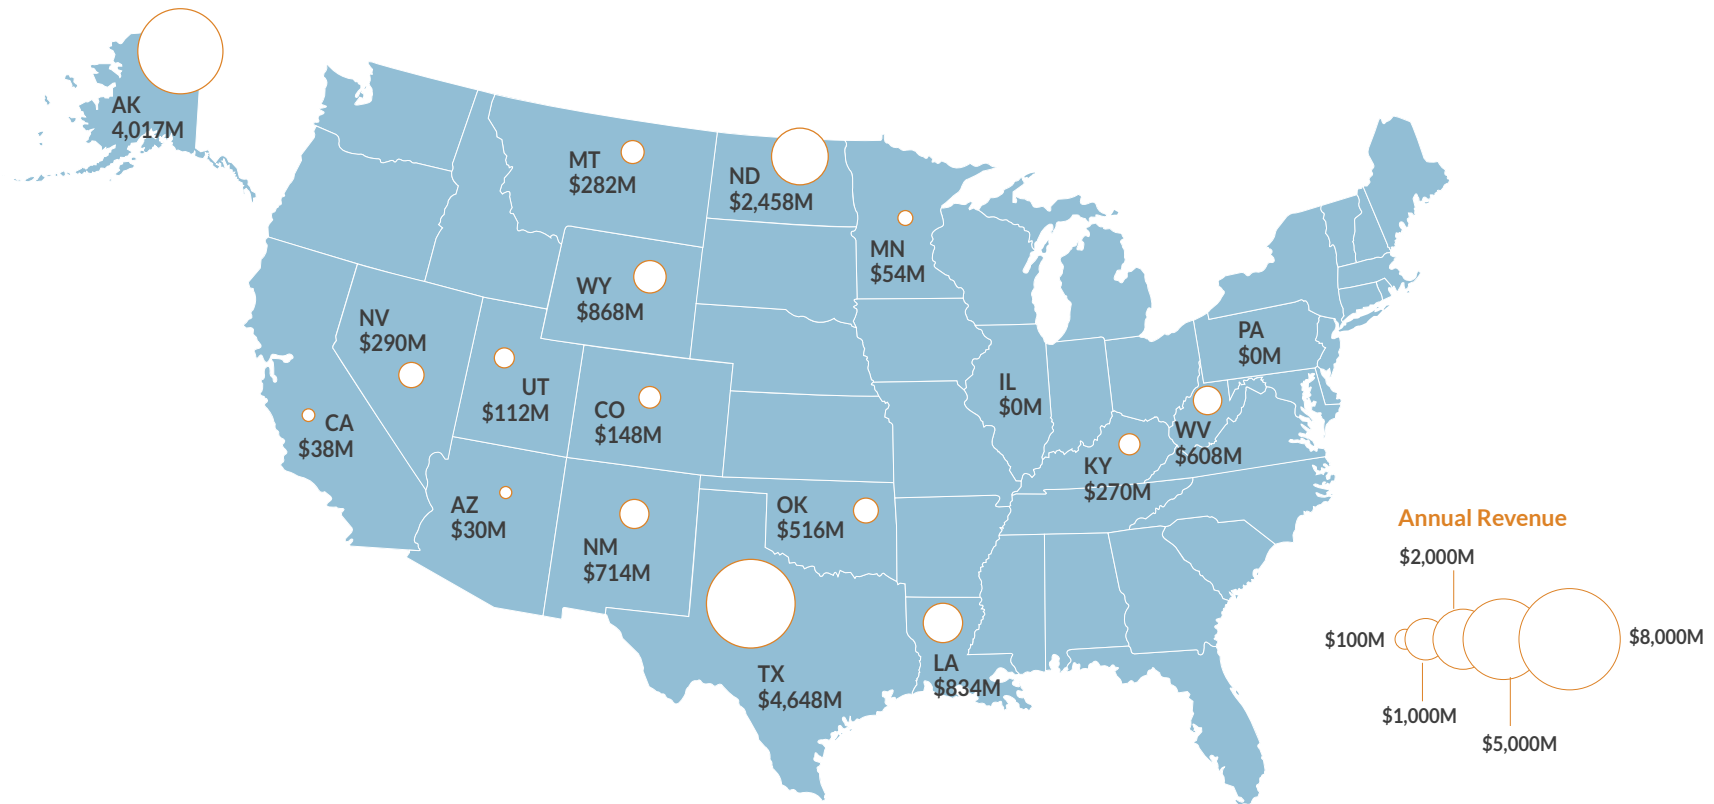 AK
4,017M
MT
$282M
ND
$2,458M
MN
$54M
WY
$868M
NV
$290M
PA
$0M
UT
$112M
IL
$0M
CO
$148M
CA
$38M
WV
$608M
KY
$270M
AZ
$30M
OK
$516M
NM
$714M
TX
$4,648M
LA
$834M
Annual Revenue
$2,000M
$100M
$8,000M
$1,000M
$5,000M